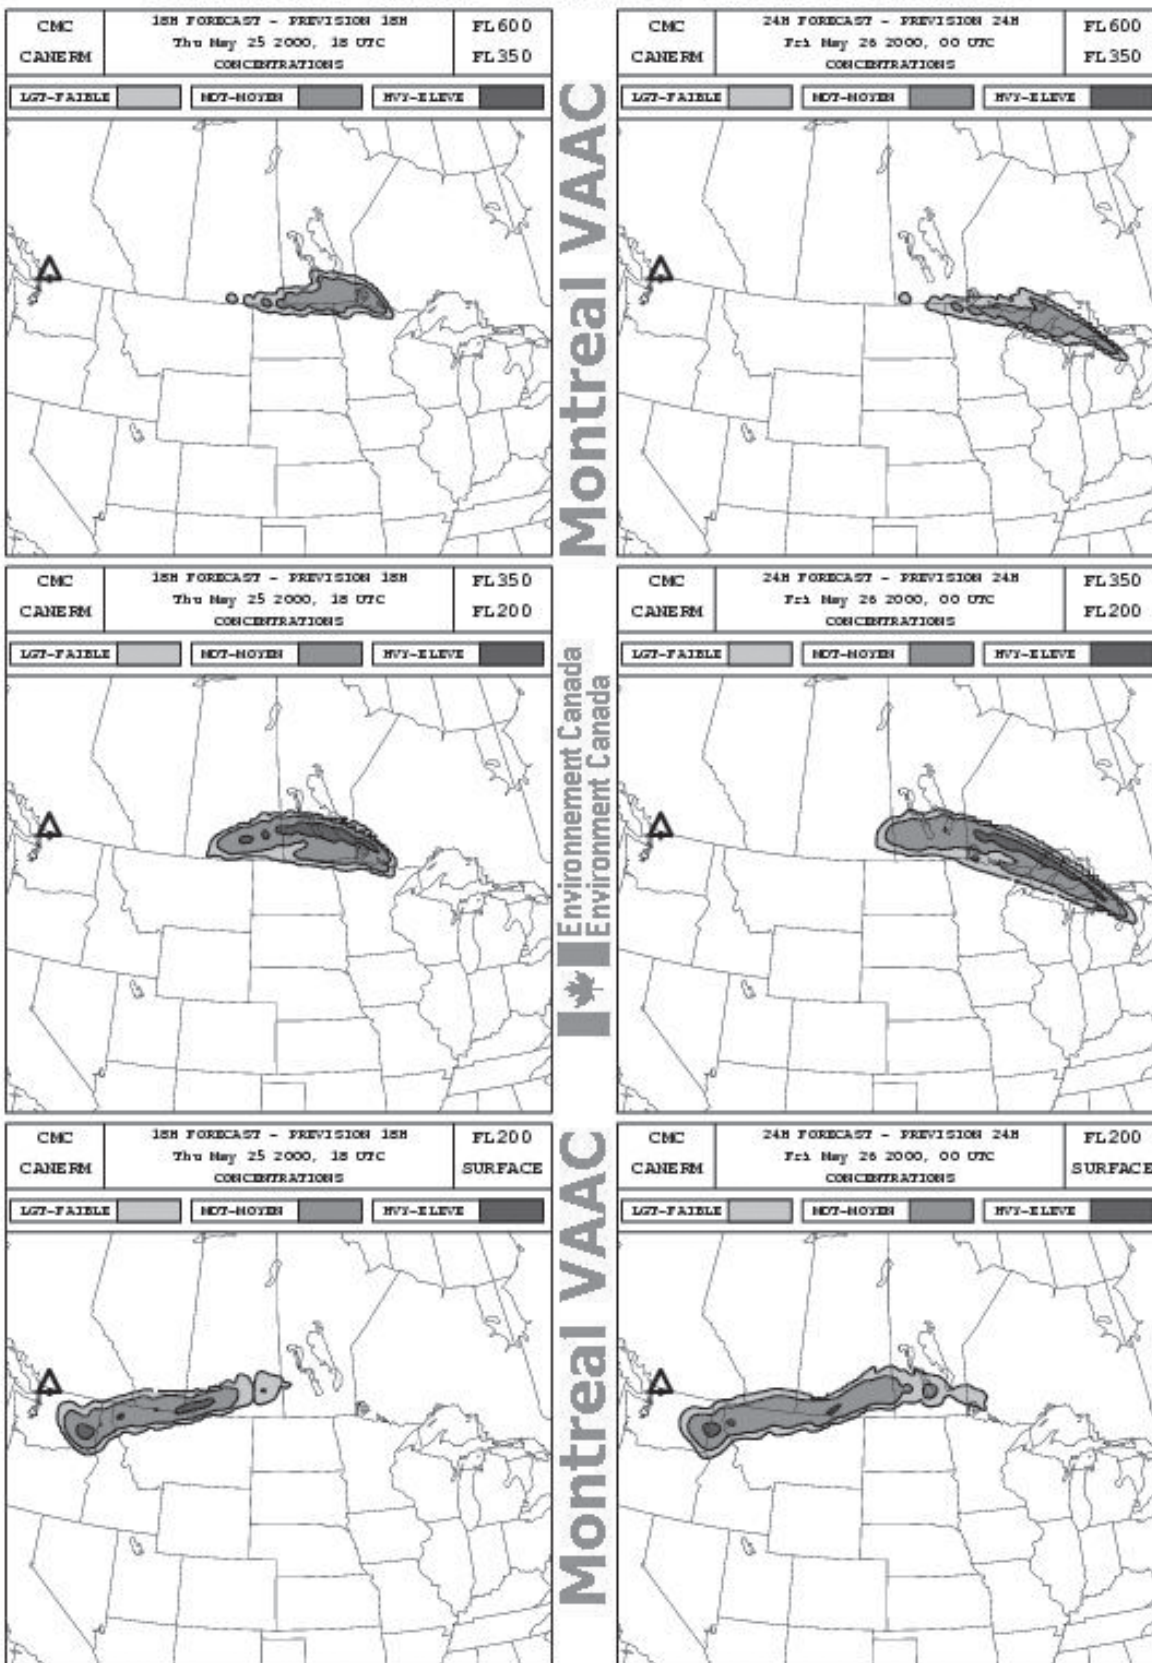 CMC
CANERM
18H FORECAST - PREVISION 18H
Thu May 25 2000, 18 UTC
CONCENTRATIONS
FL600
FL350
LGT-FAIBLE
MDT-MOYEN
HVY-ELEVE
CMC
CANERM
24H FORECAST - PREVISION 24H
Fri May 26 2000, 00 UTC
CONCENTRATIONS
FL600
FL350
LGT-FAIBLE
MDT-MOYEN
HVY-ELEVE
Montreal VAAC
CMC
CANERM
18H FORECAST - PREVISION 18H
Thu May 25 2000, 18 UTC
CONCENTRATIONS
FL350
FL200
LGT-FAIBLE
MDT-MOYEN
HVY-ELEVE
CMC
CANERM
24H FORECAST - PREVISION 24H
Fri May 26 2000, 00 UTC
CONCENTRATIONS
FL350
FL200
LGT-FAIBLE
MDT-MOYEN
HVY-ELEVE
Environnement Canada
Environment Canada
CMC
CANERM
18H FORECAST - PREVISION 18H
Thu May 25 2000, 18 UTC
CONCENTRATIONS
FL200
SURFACE
LGT-FAIBLE
MDT-MOYEN
HVY-ELEVE
CMC
CANERM
24H FORECAST - PREVISION 24H
Fri May 26 2000, 00 UTC
CONCENTRATIONS
FL200
SURFACE
LGT-FAIBLE
MDT-MOYEN
HVY-ELEVE
Montreal VAAC